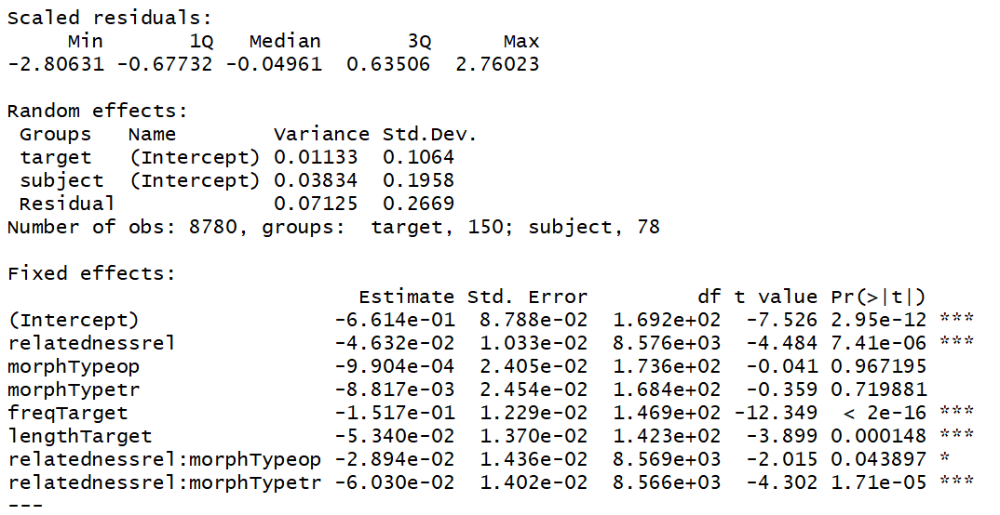 Scaled residuals:
     Min       1Q   Median       3Q      Max
-2.80631 -0.67732 -0.04961  0.63506  2.76023

Random effects:
 Groups   Name        Variance Std.Dev.
 target   (Intercept) 0.01133  0.1064
 subject  (Intercept) 0.03834  0.1958
 Residual             0.07125  0.2669
Number of obs: 8780, groups:  target, 150; subject, 78

Fixed effects:
                             Estimate Std. Error         df t value Pr(>|t|)
(Intercept)                -6.614e-01  8.788e-02  1.692e+02  -7.526 2.95e-12 ***
relatednessrel             -4.632e-02  1.033e-02  8.576e+03  -4.484 7.41e-06 ***
morphTypeop                -9.904e-04  2.405e-02  1.736e+02  -0.041 0.967195
morphTypetr                -8.817e-03  2.454e-02  1.684e+02  -0.359 0.719881
freqTarget                 -1.517e-01  1.229e-02  1.469e+02 -12.349  < 2e-16 ***
lengthTarget               -5.340e-02  1.370e-02  1.423e+02  -3.899 0.000148 ***
relatednessrel:morphTypeop -2.894e-02  1.436e-02  8.569e+03  -2.015 0.043897 *
relatednessrel:morphTypetr -6.030e-02  1.402e-02  8.566e+03  -4.302 1.71e-05 ***
---